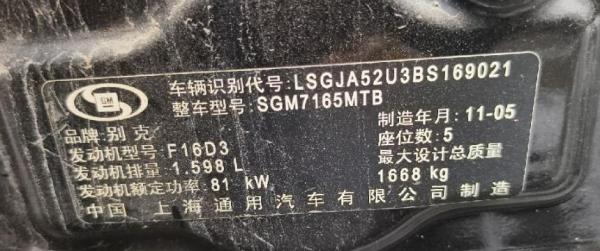 GM
车辆识别代号: LSGJA52U3BS169021
整车型号: SGM7165MTB
品牌: 别克
制造年月: 11-05
发动机型号: F16D3
座位数: 5
发动机排量: 1.598 L
最大设计总质量
发动机额定功率: 81 kW
1668 kg
中国 上海通用汽车有限公司制造